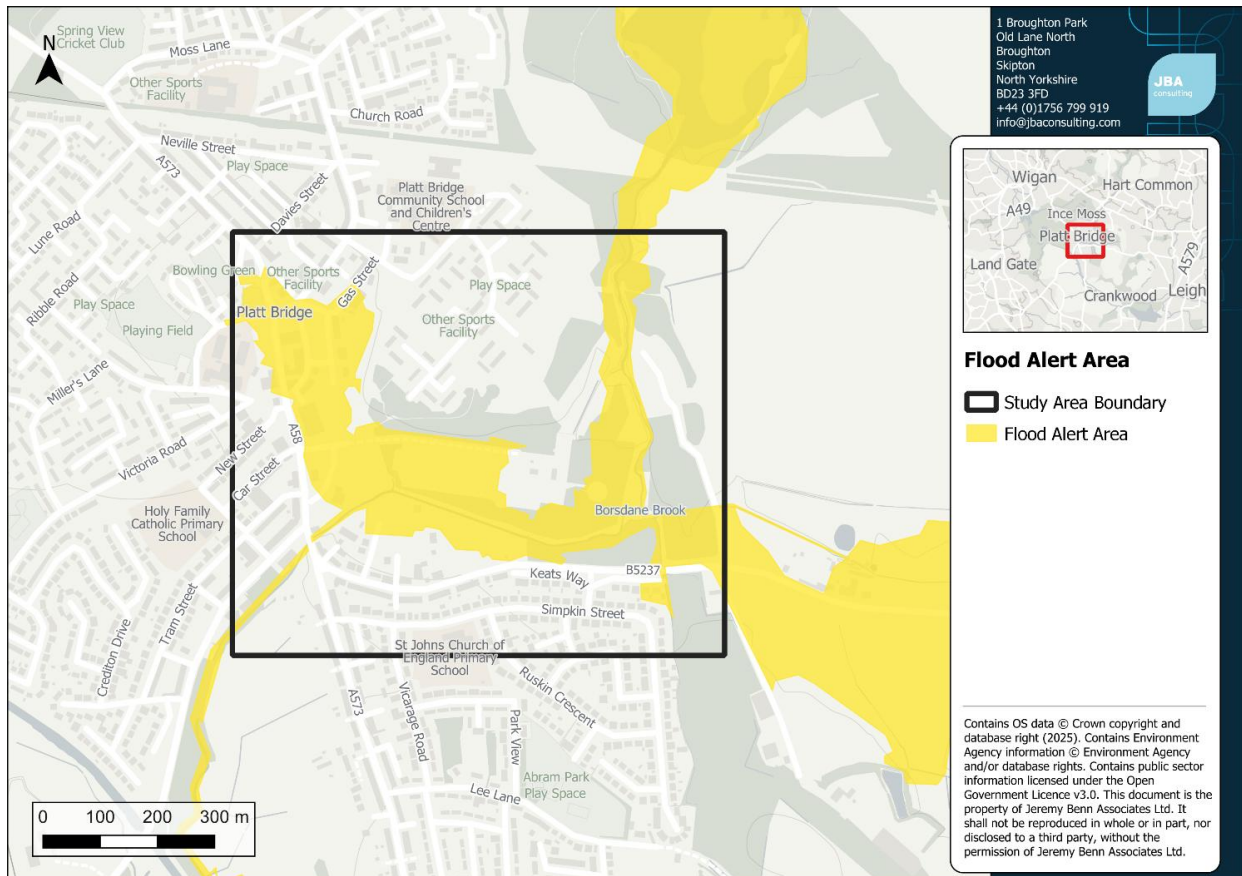 Spring View
Cricket Club
N
Moss Lane
Other Sports
Facility
Church Road
Neville Street
A573
Play Space
Davies Street
Platt Bridge
Community School
and Children's
Centre
Lune Road
Ribble Road
Bowling Green
Other Sports
Facility
Gas Street
Play Space
Play Space
Platt Bridge
Playing Field
Other Sports
Facility
Miller's Lane
A58
New Street
Victoria Road
Car Street
Holy Family
Catholic Primary
School
Borsdane Brook
Keats Way
B5237
Simpkin Street
Tram Street
Crediton Drive
St Johns Church of
England Primary
School
Ruskin Crescent
A573
Vicarage Road
Park View
Abram Park
Play Space
Lee Lane
0 100 200 300 m
1 Broughton Park
Old Lane North
Broughton
Skipton
North Yorkshire
BD23 3FD
+44 (0)1756 799 919
info@jbaconsulting.com
JBA
consulting
Wigan
Hart Common
A49
Ince Moss
Platt Bridge
A579
Land Gate
Crankwood
Leigh
Flood Alert Area
Study Area Boundary
Flood Alert Area
Contains OS data © Crown copyright and
database right (2025). Contains Environment
Agency information © Environment Agency
and/or database rights. Contains public sector
information licensed under the Open
Government Licence v3.0. This document is the
property of Jeremy Benn Associates Ltd. It
shall not be reproduced in whole or in part, nor
disclosed to a third party, without the
permission of Jeremy Benn Associates Ltd.